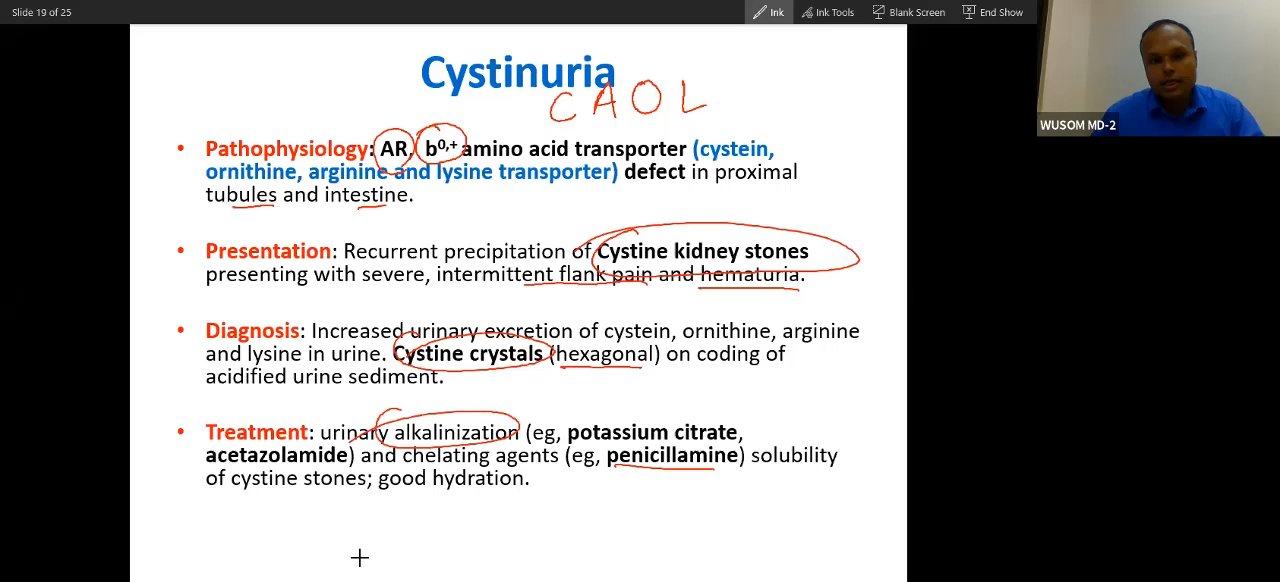 Slide 19 of 25
Ink
Ink Tools
Blank Screen
End Show
WUSOM MD-2
Cystinuria
C A O L
• Pathophysiology: AR, b0,+ amino acid transporter (cystein,
ornithine, arginine and lysine transporter) defect in proximal
tubules and intestine.
• Presentation: Recurrent precipitation of Cystine kidney stones
presenting with severe, intermittent flank pain and hematuria.
• Diagnosis: Increased urinary excretion of cystein, ornithine, arginine
and lysine in urine. Cystine crystals (hexagonal) on coding of
acidified urine sediment.
• Treatment: urinary alkalinization (eg, potassium citrate,
acetazolamide) and chelating agents (eg, penicillamine) solubility
of cystine stones; good hydration.